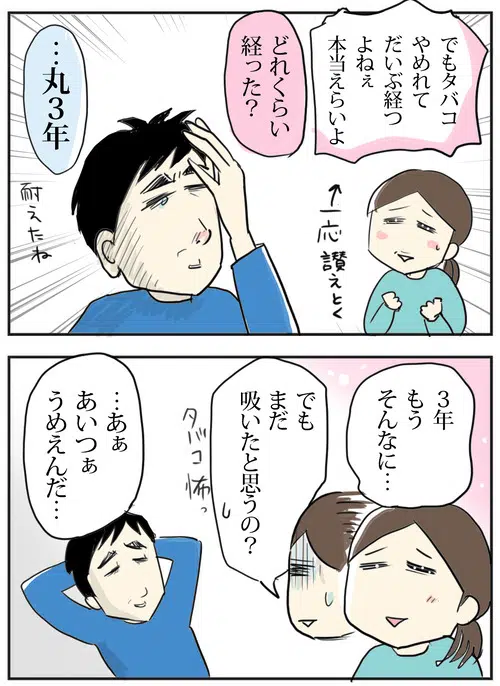 でもタバコ
やめれて
だいぶ経つ
よねぇ
本当えらいよ
どれくらい
経った？
↑一応讃えとく
…丸３年
耐えたね
３年
もう
そんなに…
でも
まだ
吸いたと思うの？
タバコ怖っ
…あぁ
あいつぁ
うめえんだ…